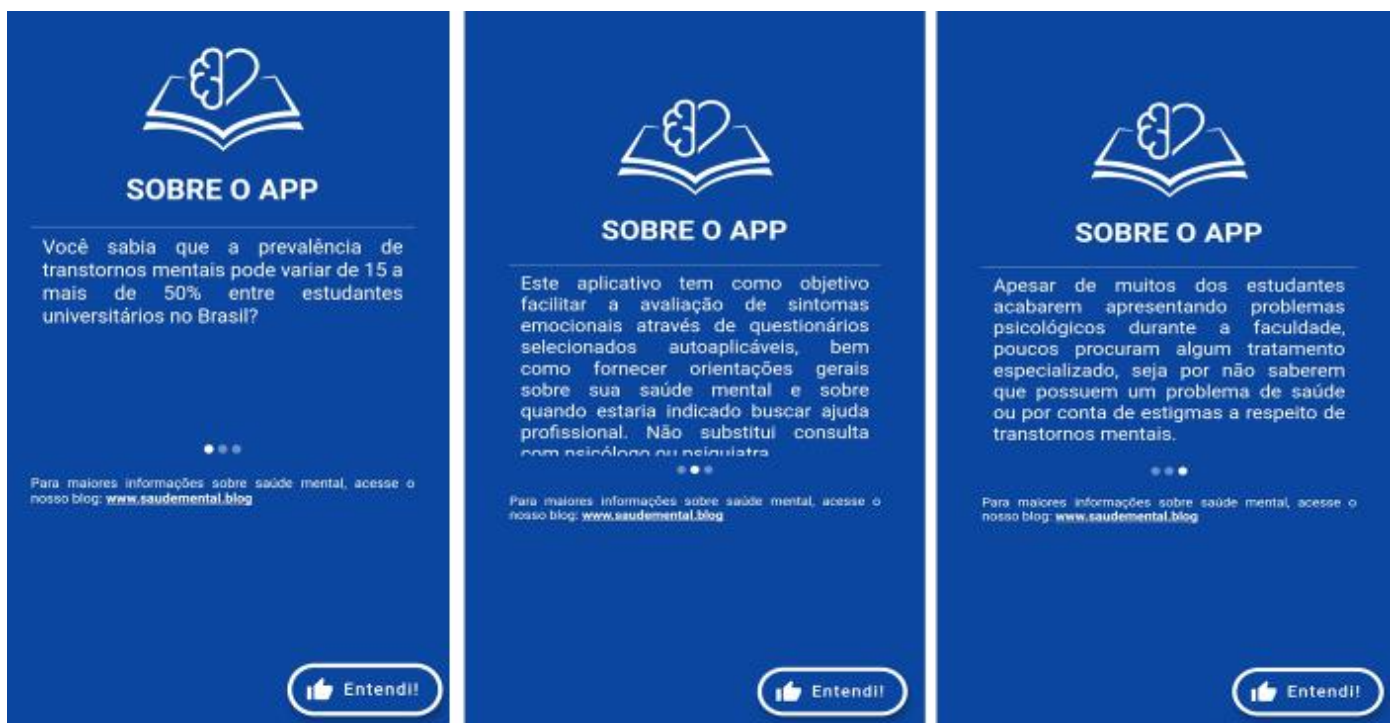 SOBRE O APP
Você sabia que a prevalência de
transtornos mentais pode variar de 15 a
mais de 50% entre estudantes
universitários no Brasil?
Para maiores informações sobre saúde mental, acesse o
nosso blog: www.saudemental.blog
Entendi!
SOBRE O APP
Este aplicativo tem como objetivo
facilitar a avaliação de sintomas
emocionais através de questionários
selecionados autoaplicáveis, bem
como fornecer orientações gerais
sobre sua saúde mental e sobre
quando estaria indicado buscar ajuda
profissional. Não substitui consulta
com psicólogo ou psiquiatra
Para maiores informações sobre saúde mental, acesse o
nosso blog: www.saudemental.blog
Entendi!
SOBRE O APP
Apesar de muitos dos estudantes
acabarem apresentando problemas
psicológicos durante a faculdade,
poucos procuram algum tratamento
especializado, seja por não saberem
que possuem um problema de saúde
ou por conta de estigmas a respeito de
transtornos mentais.
Para maiores informações sobre saúde mental, acesse o
nosso blog: www.saudemental.blog
Entendi!